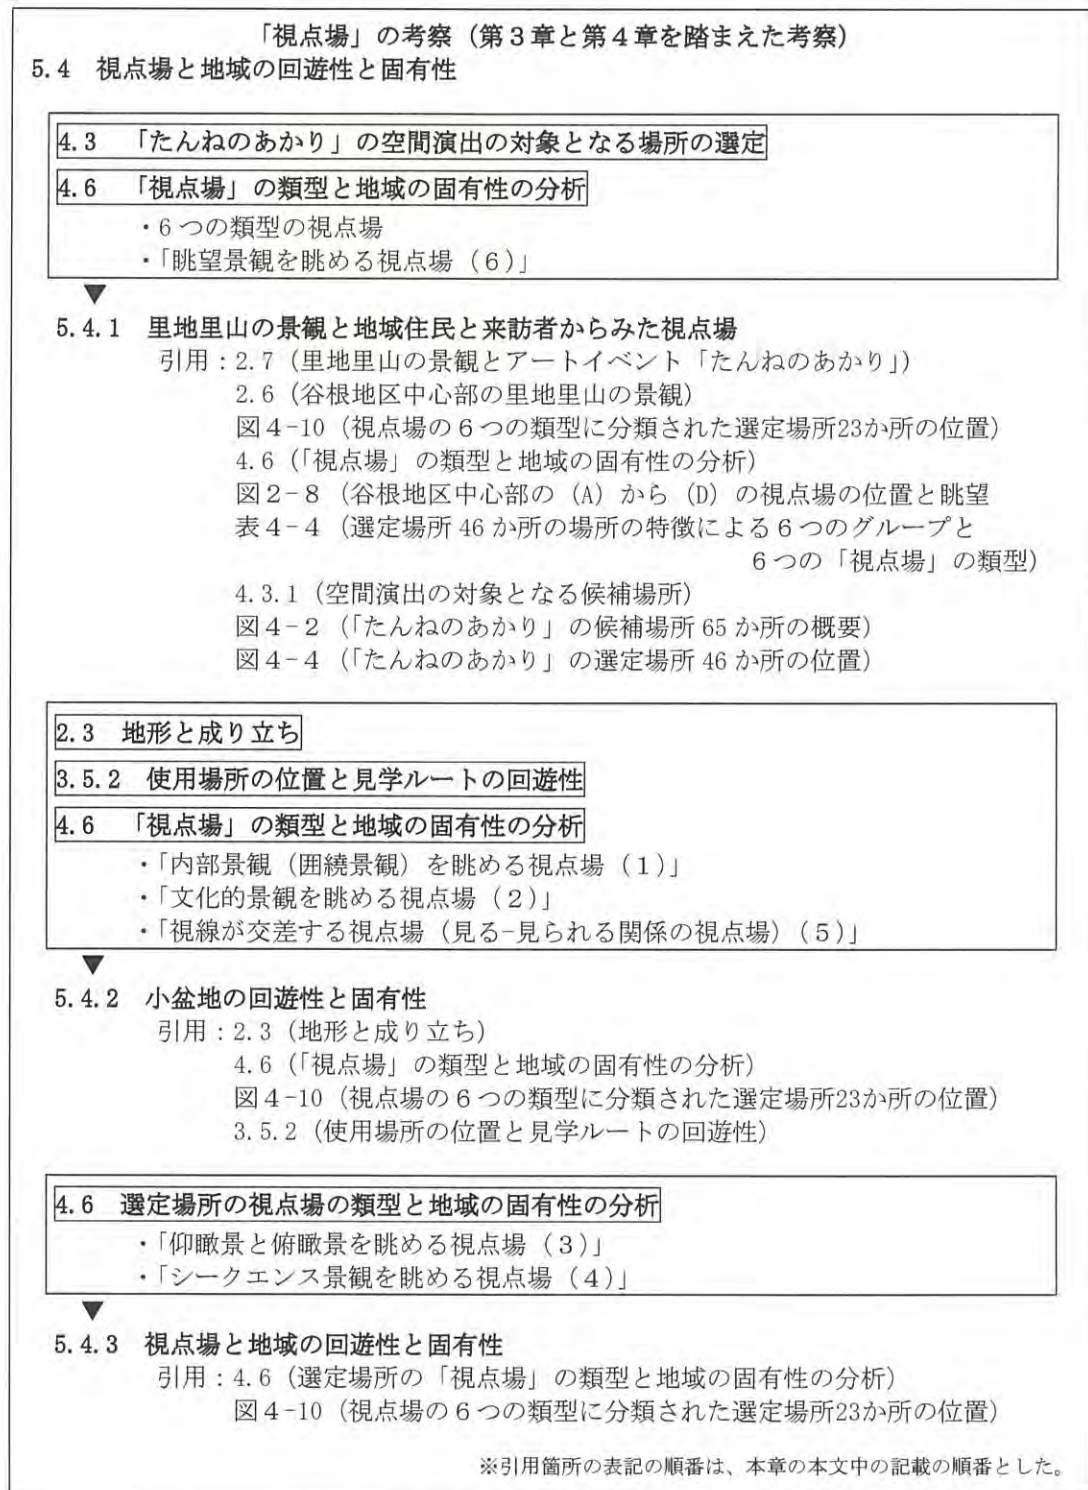 「視点場」の考察（第３章と第４章を踏まえた考察）
5.4　視点場と地域の回遊性と固有性
4.3　「たんねのあかり」の空間演出の対象となる場所の選定
4.6　「視点場」の類型と地域の固有性の分析
・6つの類型の視点場
・「眺望景観を眺める視点場（６）」
▼
5.4.1　里地里山の景観と地域住民と来訪者からみた視点場
引用：2.7（里地里山の景観とアートイベント「たんねのあかり」）
2.6（谷根地区中心部の里地里山の景観）
図４-10（視点場の６つの類型に分類された選定場所23か所の位置）
4.6（「視点場」の類型と地域の固有性の分析）
図２-８（谷根地区中心部の（A）から（D）の視点場の位置と眺望
表４-４（選定場所 46 か所の場所の特徴による６つのグループと
６つの「視点場」の類型）
4.3.1（空間演出の対象となる候補場所）
図４-２（「たんねのあかり」の候補場所 65 か所の概要）
図４-４（「たんねのあかり」の選定場所 46 か所の位置）
2.3　地形と成り立ち
3.5.2　使用場所の位置と見学ルートの回遊性
4.6　「視点場」の類型と地域の固有性の分析
・「内部景観（囲繞景観）を眺める視点場（１）」
・「文化的景観を眺める視点場（２）」
・「視線が交差する視点場（見る-見られる関係の視点場）（５）」
▼
5.4.2　小盆地の回遊性と固有性
引用：2.3（地形と成り立ち）
4.6（「視点場」の類型と地域の固有性の分析）
図４-10（視点場の６つの類型に分類された選定場所23か所の位置）
3.5.2（使用場所の位置と見学ルートの回遊性）
4.6　選定場所の視点場の類型と地域の固有性の分析
・「仰瞰景と俯瞰景を眺める視点場（３）」
・「シークエンス景観を眺める視点場（４）」
▼
5.4.3　視点場と地域の回遊性と固有性
引用：4.6（選定場所の「視点場」の類型と地域の固有性の分析）
図４-10（視点場の６つの類型に分類された選定場所23か所の位置）
※引用箇所の表記の順番は、本章の本文中の記載の順番とした。